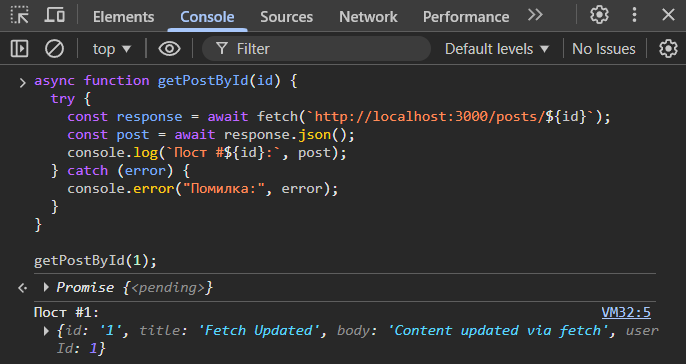 Elements Console Sources Network Performance
top Filter Default levels No Issues
async function getPostById(id) {
try {
const response = await fetch(`http://localhost:3000/posts/${id}`);
const post = await response.json();
console.log(`Пост #${id}:`, post);
} catch (error) {
console.error("Помилка:", error);
}
}
getPostById(1);
Promise {<pending>}
Пост #1: VM32:5
{id: '1', title: 'Fetch Updated', body: 'Content updated via fetch', user
Id: 1}